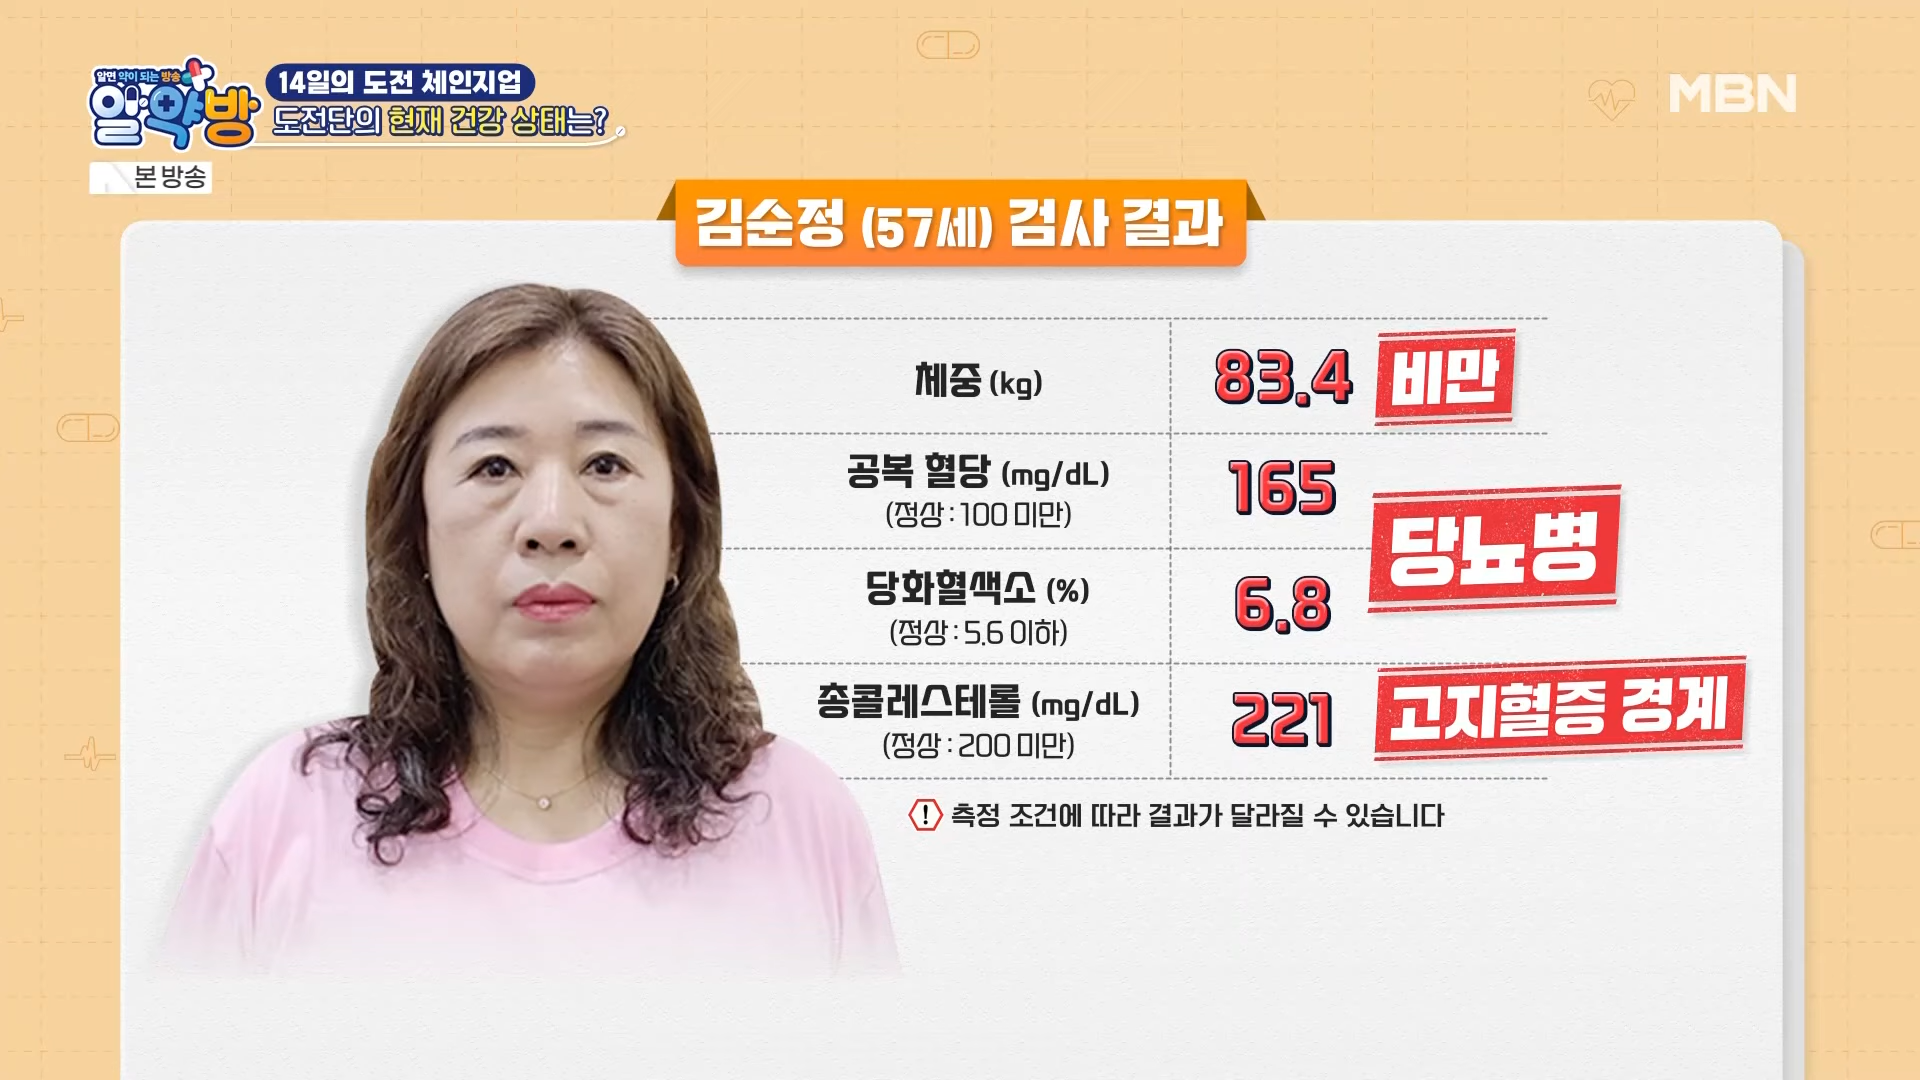 알면 약이 되는 방송
알약방
14일의 도전 체인지업
도전단의 현재 건강 상태는?
MBN
본 방송
김순정 (57세) 검사 결과
체중 (kg)
83.4
비만
공복 혈당 (mg/dL)
(정상 : 100 미만)
165
당뇨병
당화혈색소 (%)
(정상 : 5.6 이하)
6.8
총콜레스테롤 (mg/dL)
(정상 : 200 미만)
221
고지혈증 경계
! 측정 조건에 따라 결과가 달라질 수 있습니다